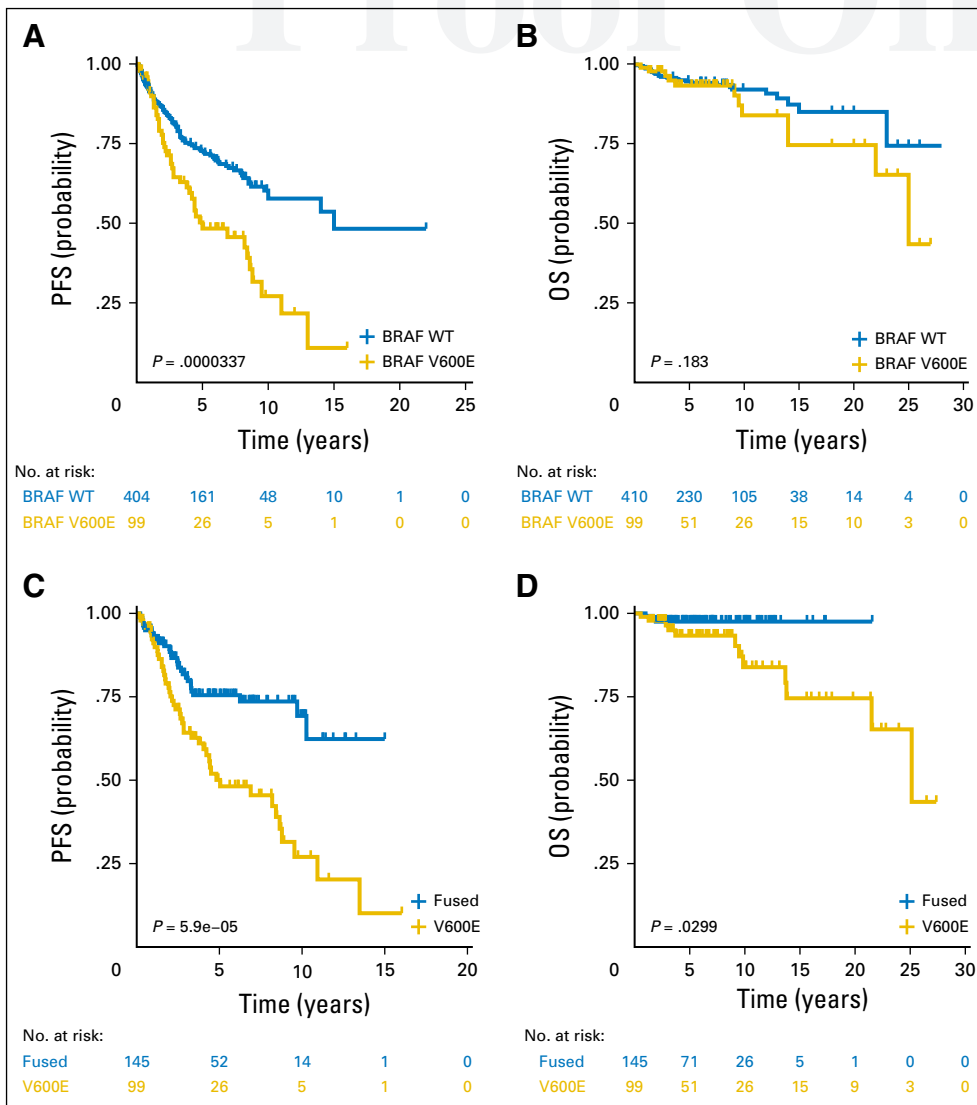 Proof On
A
1.00
.75
.50
.25
PFS (probability)
BRAF WT
BRAF V600E
P = .0000337
0 5 10 15 20 25
Time (years)
No. at risk:
BRAF WT 404 161 48 10 1 0
BRAF V600E 99 26 5 1 0 0
B
1.00
.75
.50
.25
OS (probability)
BRAF WT
BRAF V600E
P = .183
0 5 10 15 20 25 30
Time (years)
No. at risk:
BRAF WT 410 230 105 38 14 4 0
BRAF V600E 99 51 26 15 10 3 0
C
1.00
.75
.50
.25
PFS (probability)
Fused
V600E
P = 5.9e−05
0 5 10 15 20
Time (years)
No. at risk:
Fused 145 52 14 1 0
V600E 99 26 5 1 0
D
1.00
.75
.50
.25
OS (probability)
Fused
V600E
P = .0299
0 5 10 15 20 25 30
Time (years)
No. at risk:
Fused 145 71 26 5 1 0 0
V600E 99 51 26 15 9 3 0